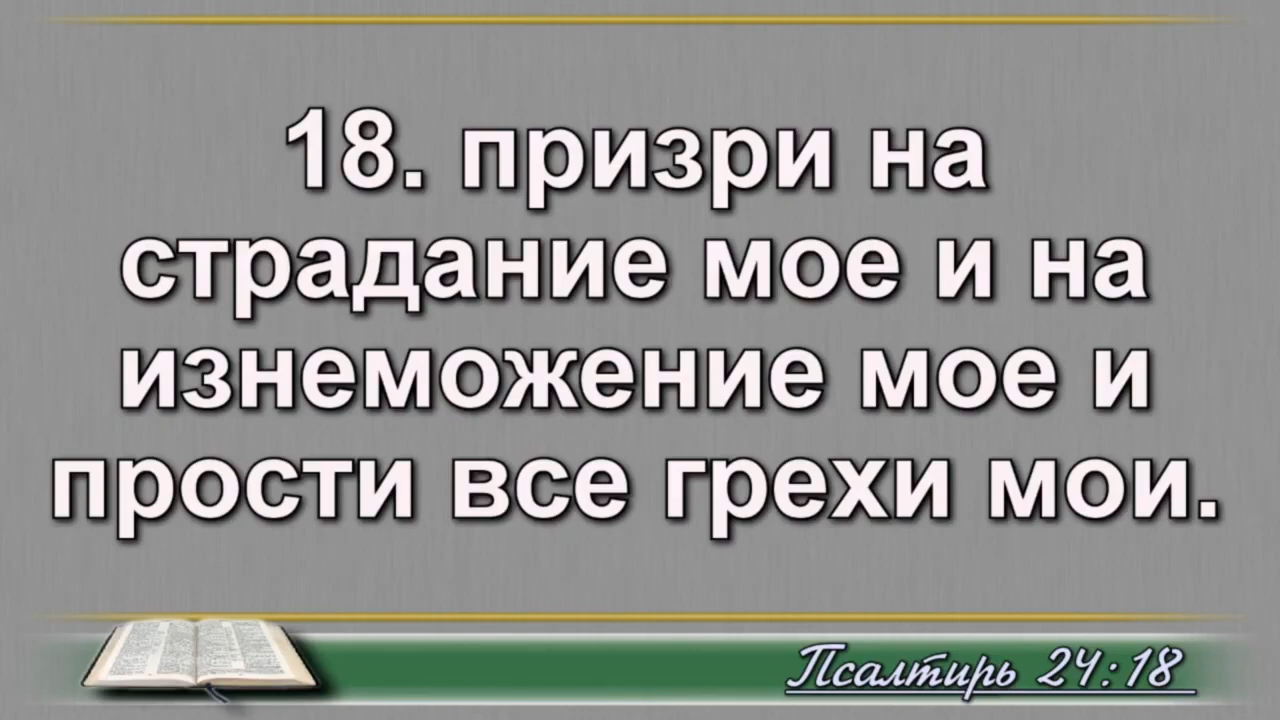 18. призри на
страдание мое и на
изнеможение мое и
прости все грехи мои.
Псалтирь 24:18